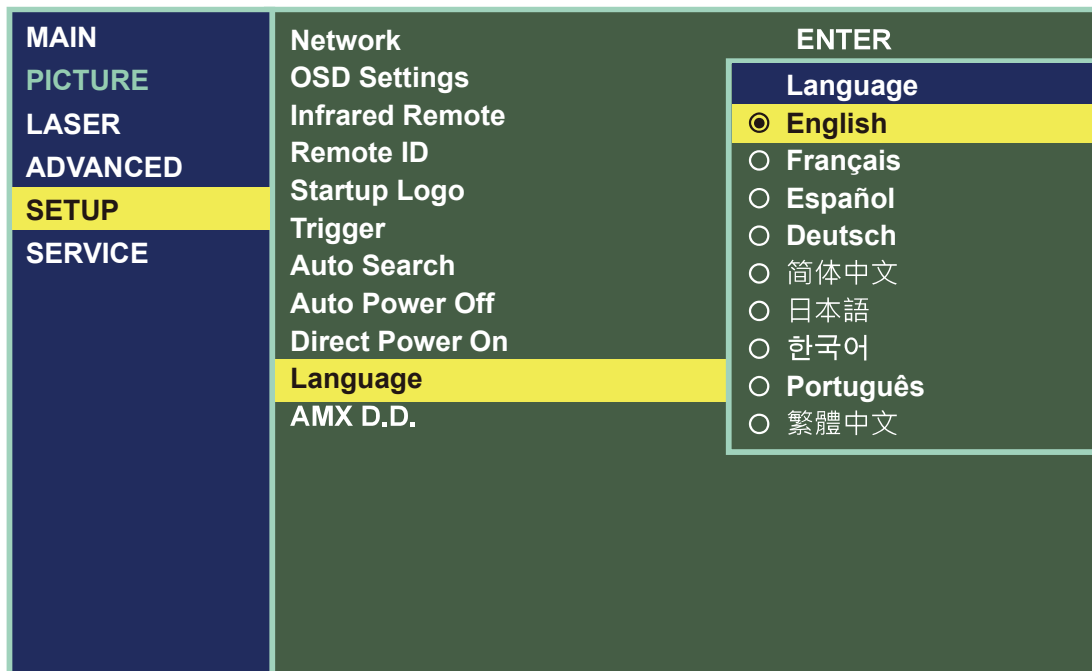 MAIN
PICTURE
LASER
ADVANCED
SETUP
SERVICE
Network
OSD Settings
Infrared Remote
Remote ID
Startup Logo
Trigger
Auto Search
Auto Power Off
Direct Power On
Language
AMX D.D.
ENTER
Language
English
Français
Español
Deutsch
简体中文
日本語
한국어
Português
繁體中文